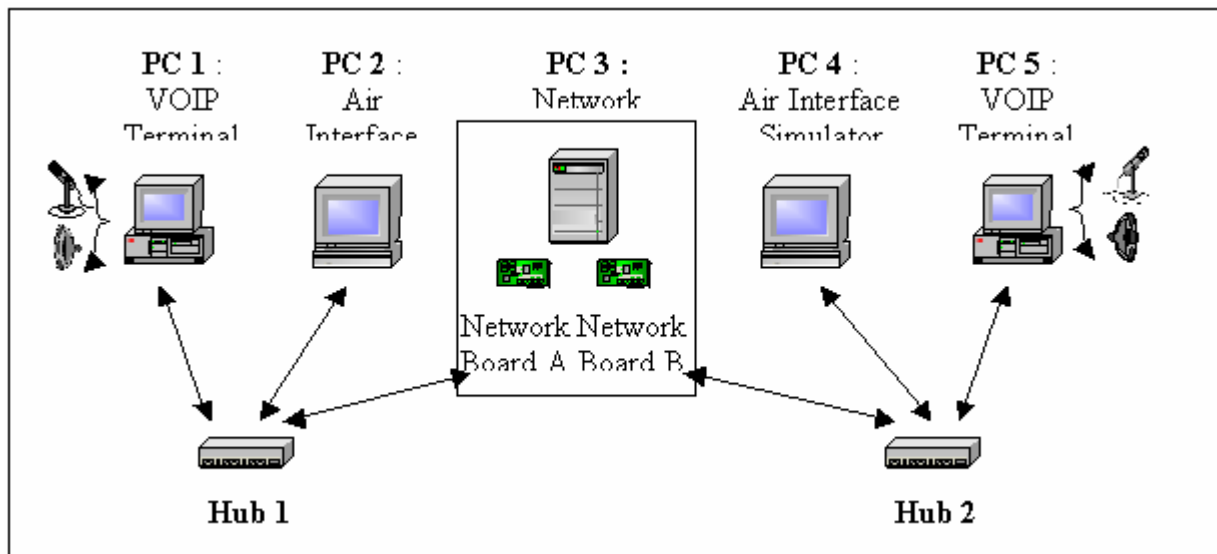 PC 1 :
VOIP
Terminal
PC 2 :
Air
Interface
PC 3 :
Network
PC 4 :
Air Interface
Simulator
PC 5 :
VOIP
Terminal
Network Network
Board A Board B
Hub 1
Hub 2